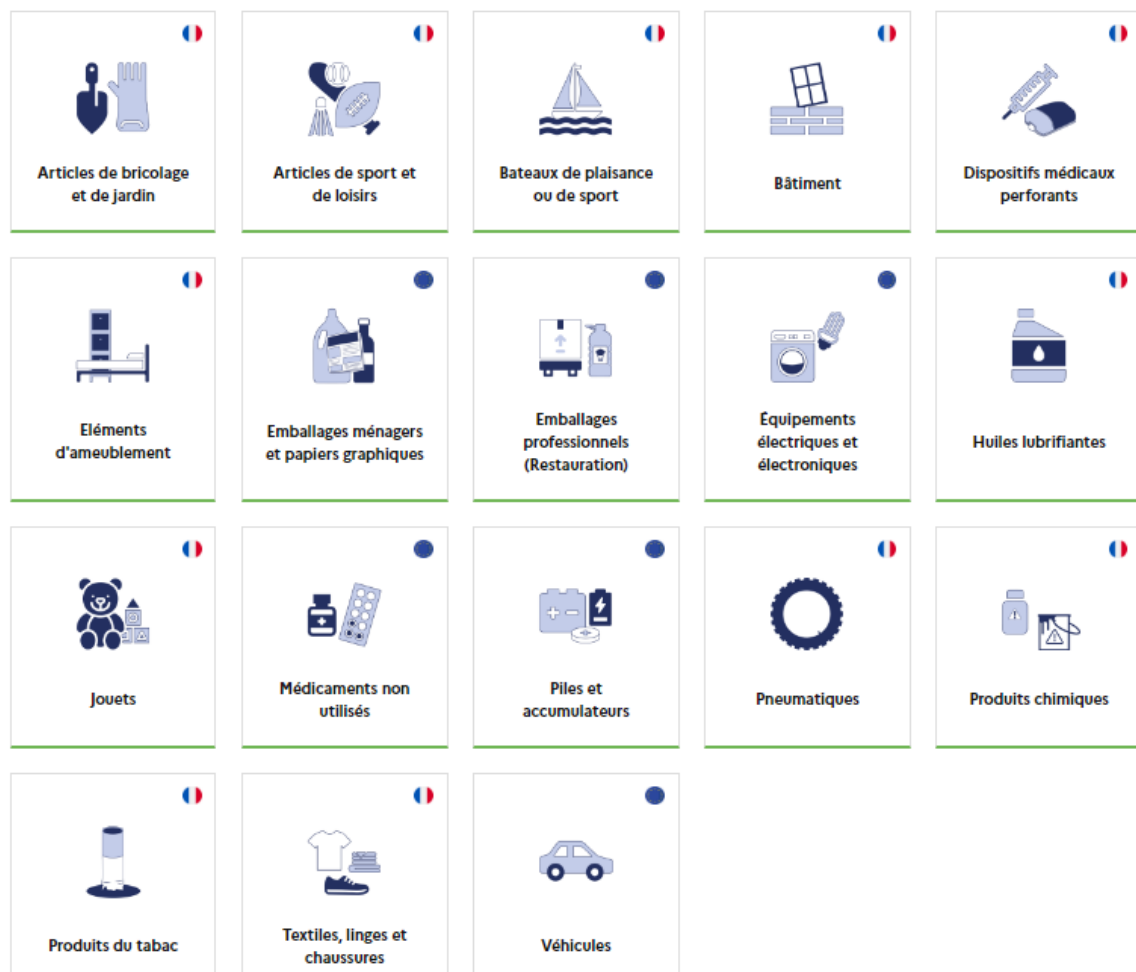 Articles de bricolage
et de jardin
Articles de sport et
de loisirs
Bateaux de plaisance
ou de sport
Bâtiment
Dispositifs médicaux
perforants
Eléments
d'ameublement
Emballages ménagers
et papiers graphiques
Emballages
professionnels
(Restauration)
Équipements
électriques et
électroniques
Huiles lubrifiantes
Jouets
Médicaments non
utilisés
Piles et
accumulateurs
Pneumatiques
Produits chimiques
Produits du tabac
Textiles, linges et
chaussures
Véhicules